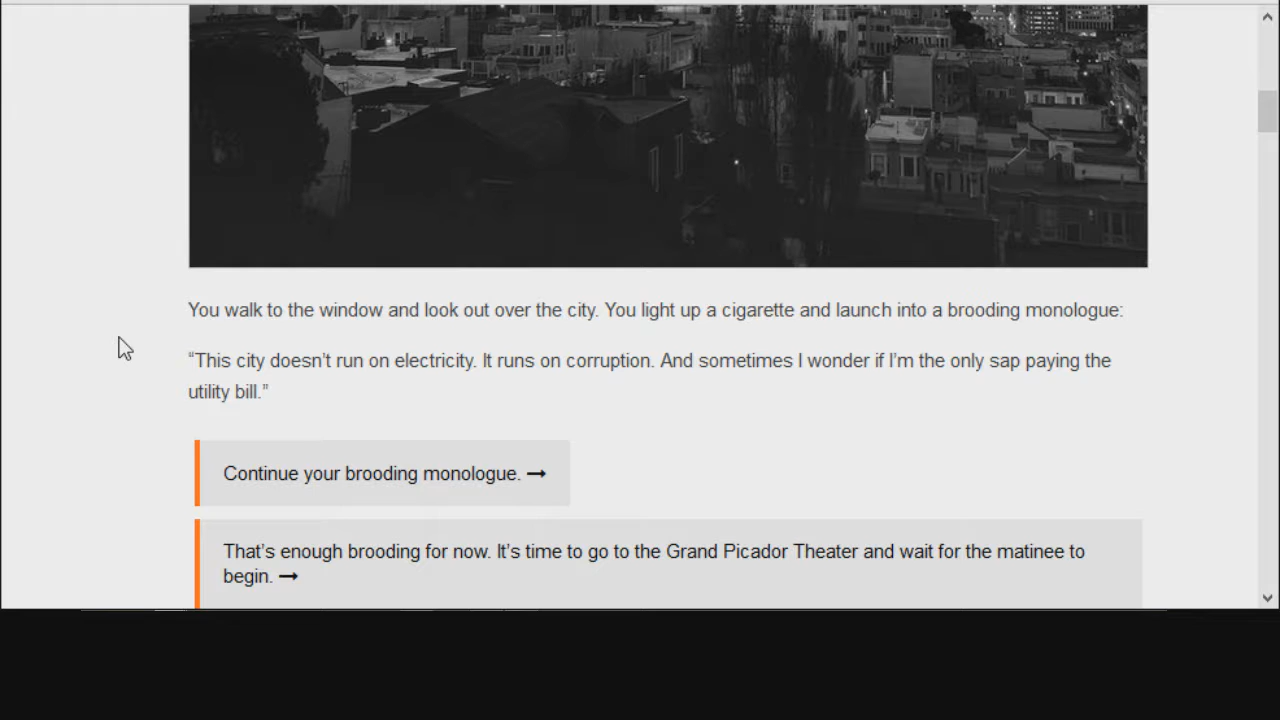 You walk to the window and look out over the city. You light up a cigarette and launch into a brooding monologue:
“This city doesn’t run on electricity. It runs on corruption. And sometimes I wonder if I’m the only sap paying the
utility bill.”
Continue your brooding monologue. →
That’s enough brooding for now. It’s time to go to the Grand Picador Theater and wait for the matinee to
begin. →